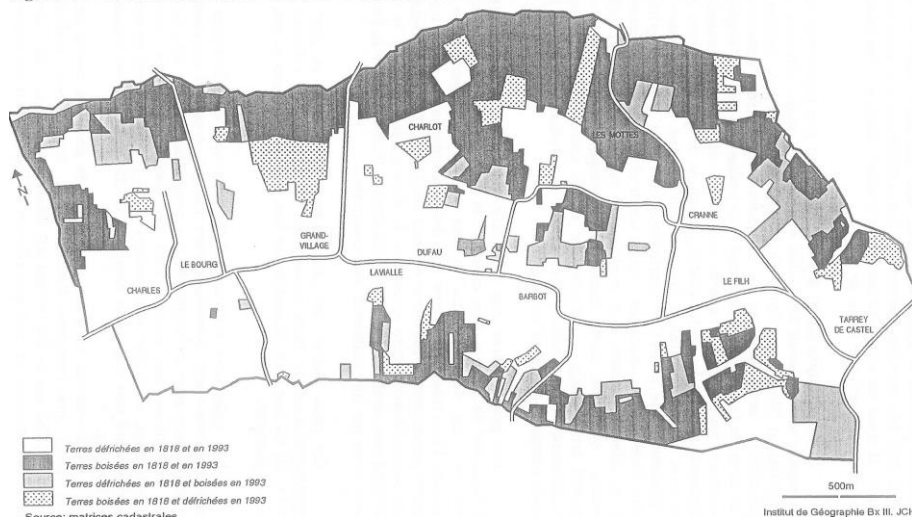 N
CHARLOT
LES MOTTES
CRANNE
GRAND-
VILLAGE
DUFAU
LE BOURG
LAVIALLE
CHARLES
BARBOT
LE FILH
TARREY
DE CASTEL
Terres défrichées en 1818 et en 1993
Terres boisées en 1818 et en 1993
Terres défrichées en 1818 et boisées en 1993
Terres boisées en 1818 et défrichées en 1993
Source: matrices cadastrales
500m
Institut de Géographie Bx III. JCH